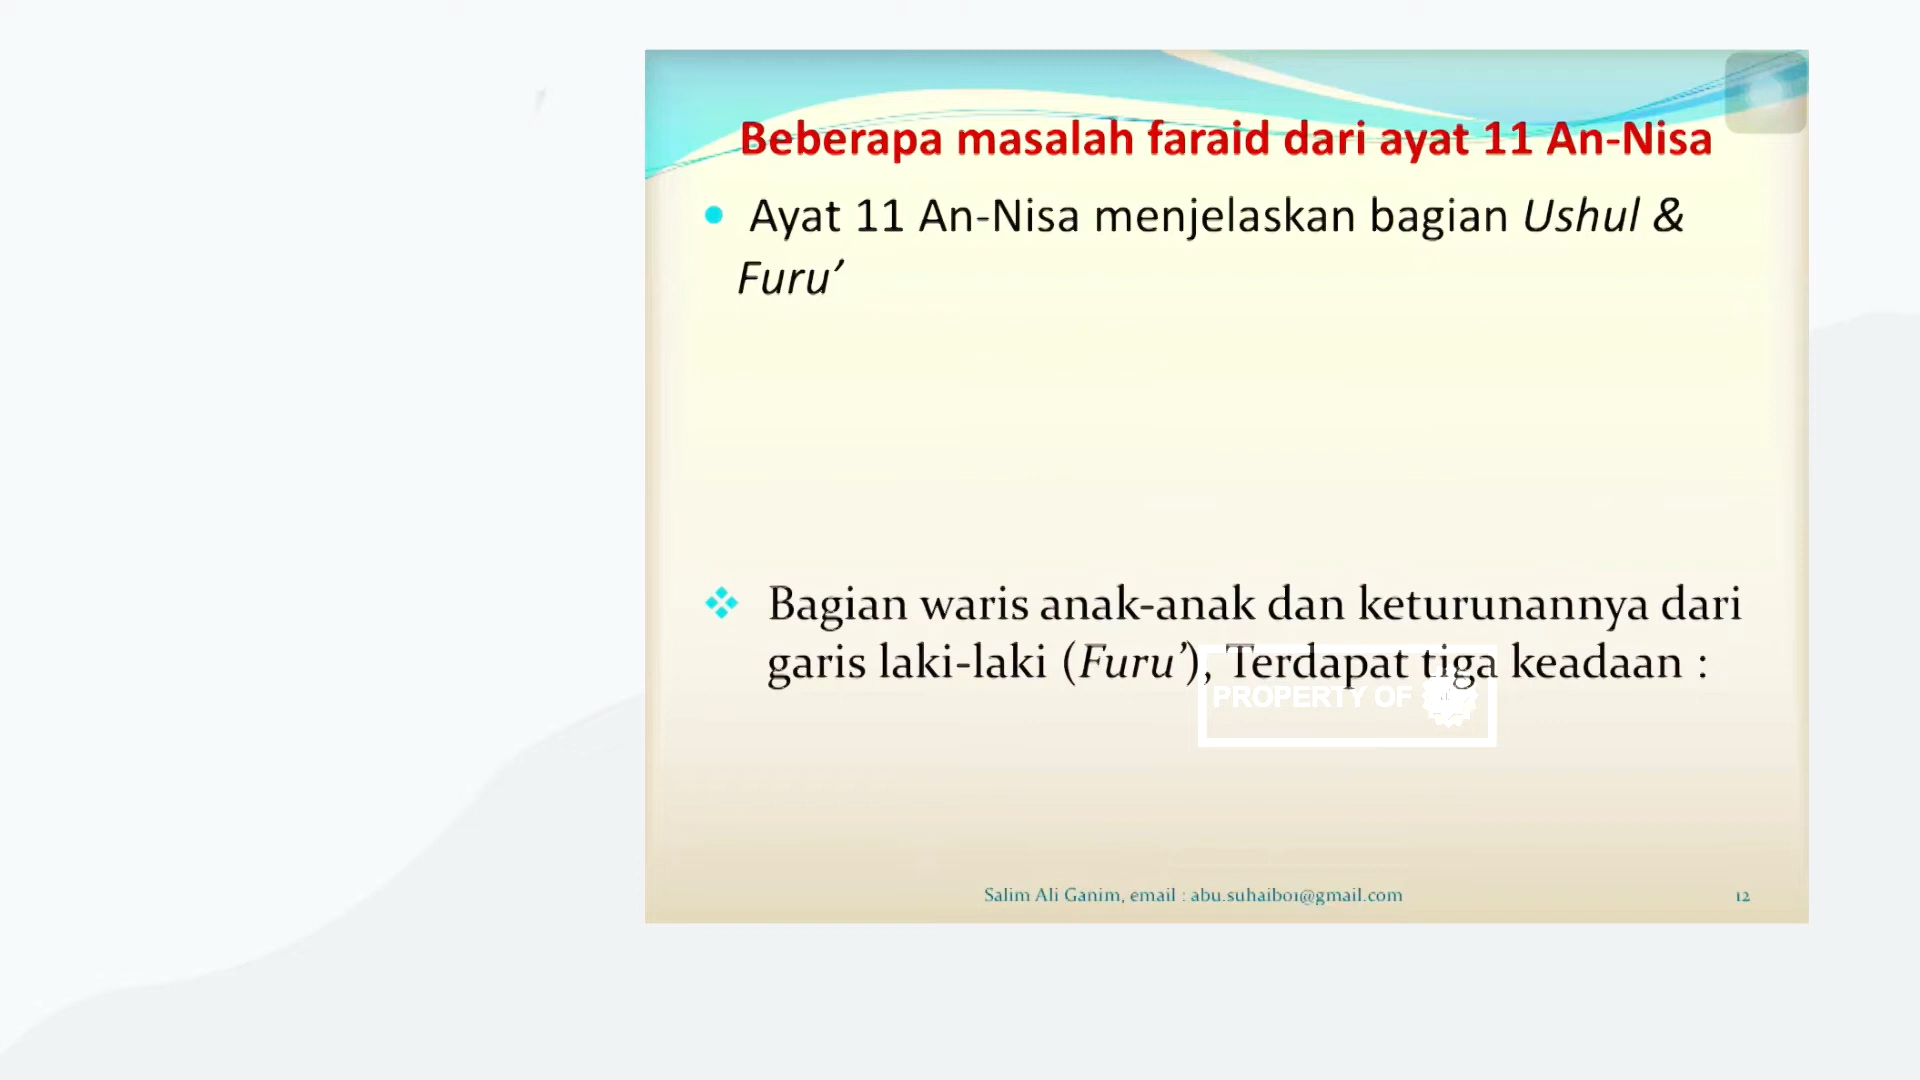 Beberapa masalah faraid dari ayat 11 An-Nisa
Ayat 11 An-Nisa menjelaskan bagian Ushul &
Furu’
Bagian waris anak-anak dan keturunannya dari
garis laki-laki (Furu’), Terdapat tiga keadaan :
PROPERTY OF
Salim Ali Ganim, email : abu.suhaib01@gmail.com
12